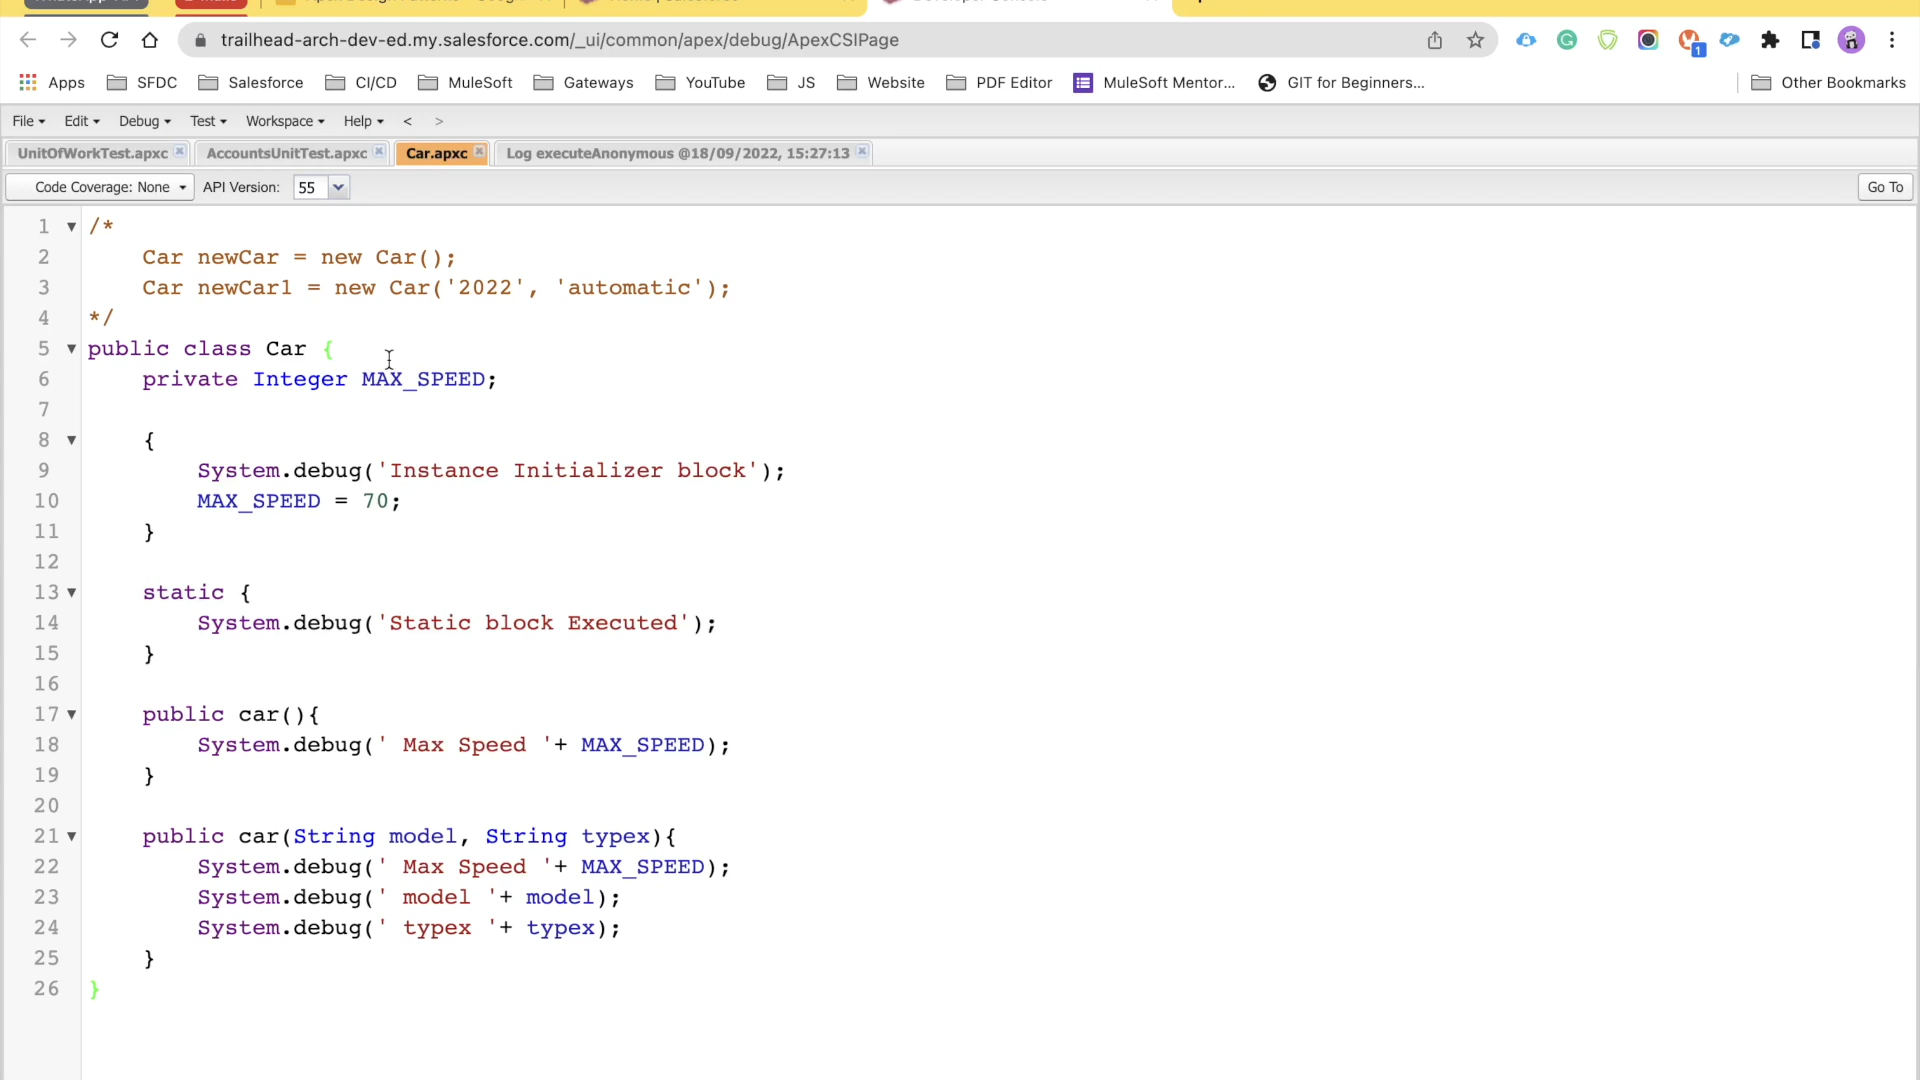 trailhead-arch-dev-ed.my.salesforce.com/_ui/common/apex/debug/ApexCSIPage
1
Apps SFDC Salesforce CI/CD MuleSoft Gateways YouTube JS Website PDF Editor MuleSoft Mentor... GIT for Beginners... Other Bookmarks
File Edit Debug Test Workspace Help < >
UnitOfWorkTest.apxc AccountsUnitTest.apxc Car.apxc Log executeAnonymous @18/09/2022, 15:27:13
Code Coverage: None API Version: 55 Go To
1 /*
2 Car newCar = new Car();
3 Car newCar1 = new Car('2022', 'automatic');
4 */
5 public class Car {
6 private Integer MAX_SPEED;
7
8 {
9 System.debug('Instance Initializer block');
10 MAX_SPEED = 70;
11 }
12
13 static {
14 System.debug('Static block Executed');
15 }
16
17 public car(){
18 System.debug(' Max Speed '+ MAX_SPEED);
19 }
20
21 public car(String model, String typex){
22 System.debug(' Max Speed '+ MAX_SPEED);
23 System.debug(' model '+ model);
24 System.debug(' typex '+ typex);
25 }
26 }